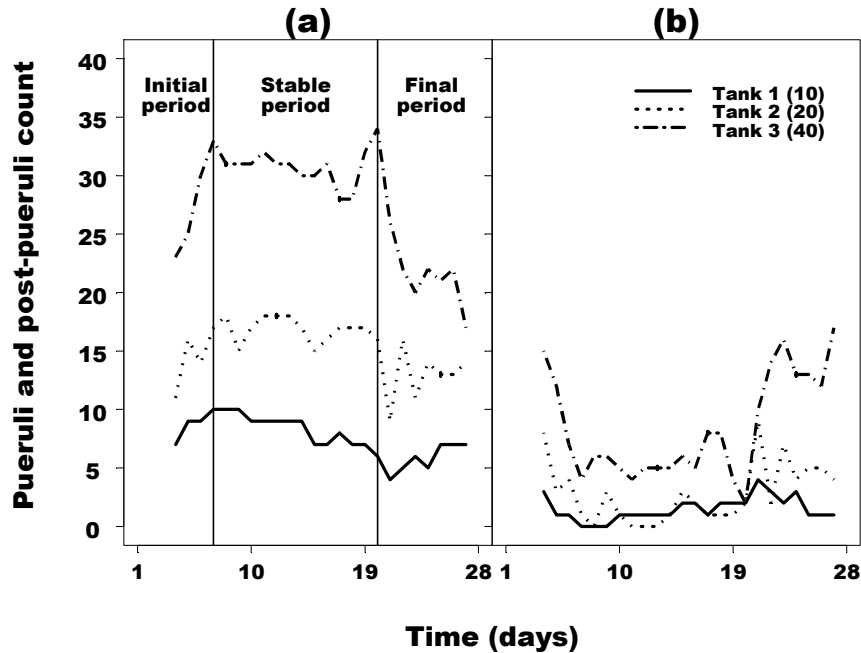 (a) (b)
Pueruli and post-pueruli count
40
35
30
25
20
15
10
5
0
Initial period
Stable period
Final period
Tank 1 (10)
Tank 2 (20)
Tank 3 (40)
1 10 19 28
1 10 19 28
Time (days)